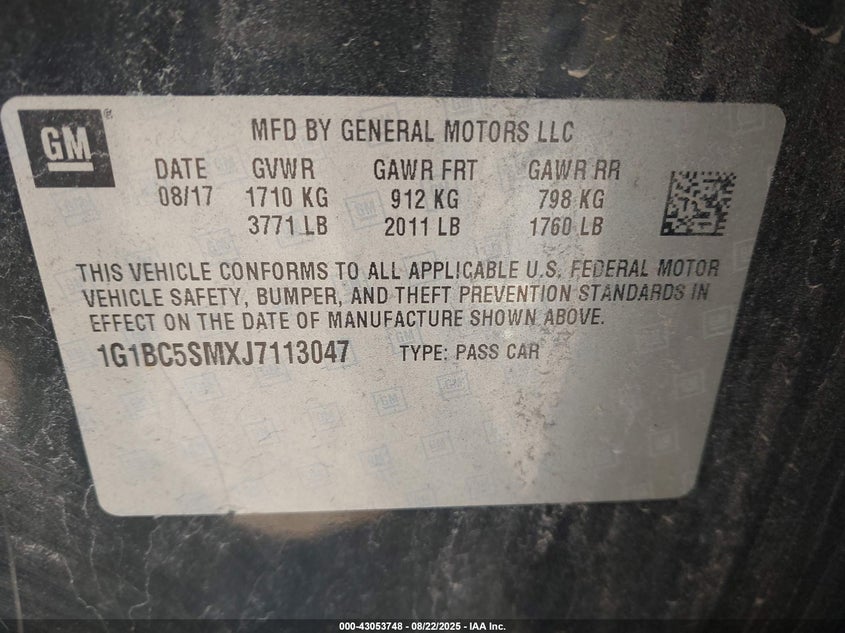 GM®
MFD BY GENERAL MOTORS LLC
DATE GVWR GAWR FRT GAWR RR
08/17 1710 KG 912 KG 798 KG
3771 LB 2011 LB 1760 LB
THIS VEHICLE CONFORMS TO ALL APPLICABLE U.S. FEDERAL MOTOR
VEHICLE SAFETY, BUMPER, AND THEFT PREVENTION STANDARDS IN
EFFECT ON THE DATE OF MANUFACTURE SHOWN ABOVE.
1G1BC5SMXJ7113047 TYPE: PASS CAR
000-43053748 - 08/22/2025 - IAA Inc.